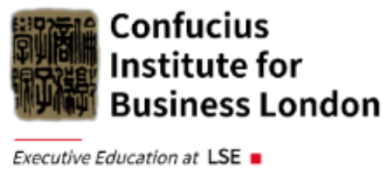 Confucius
Institute for
Business London
Executive Education at LSE